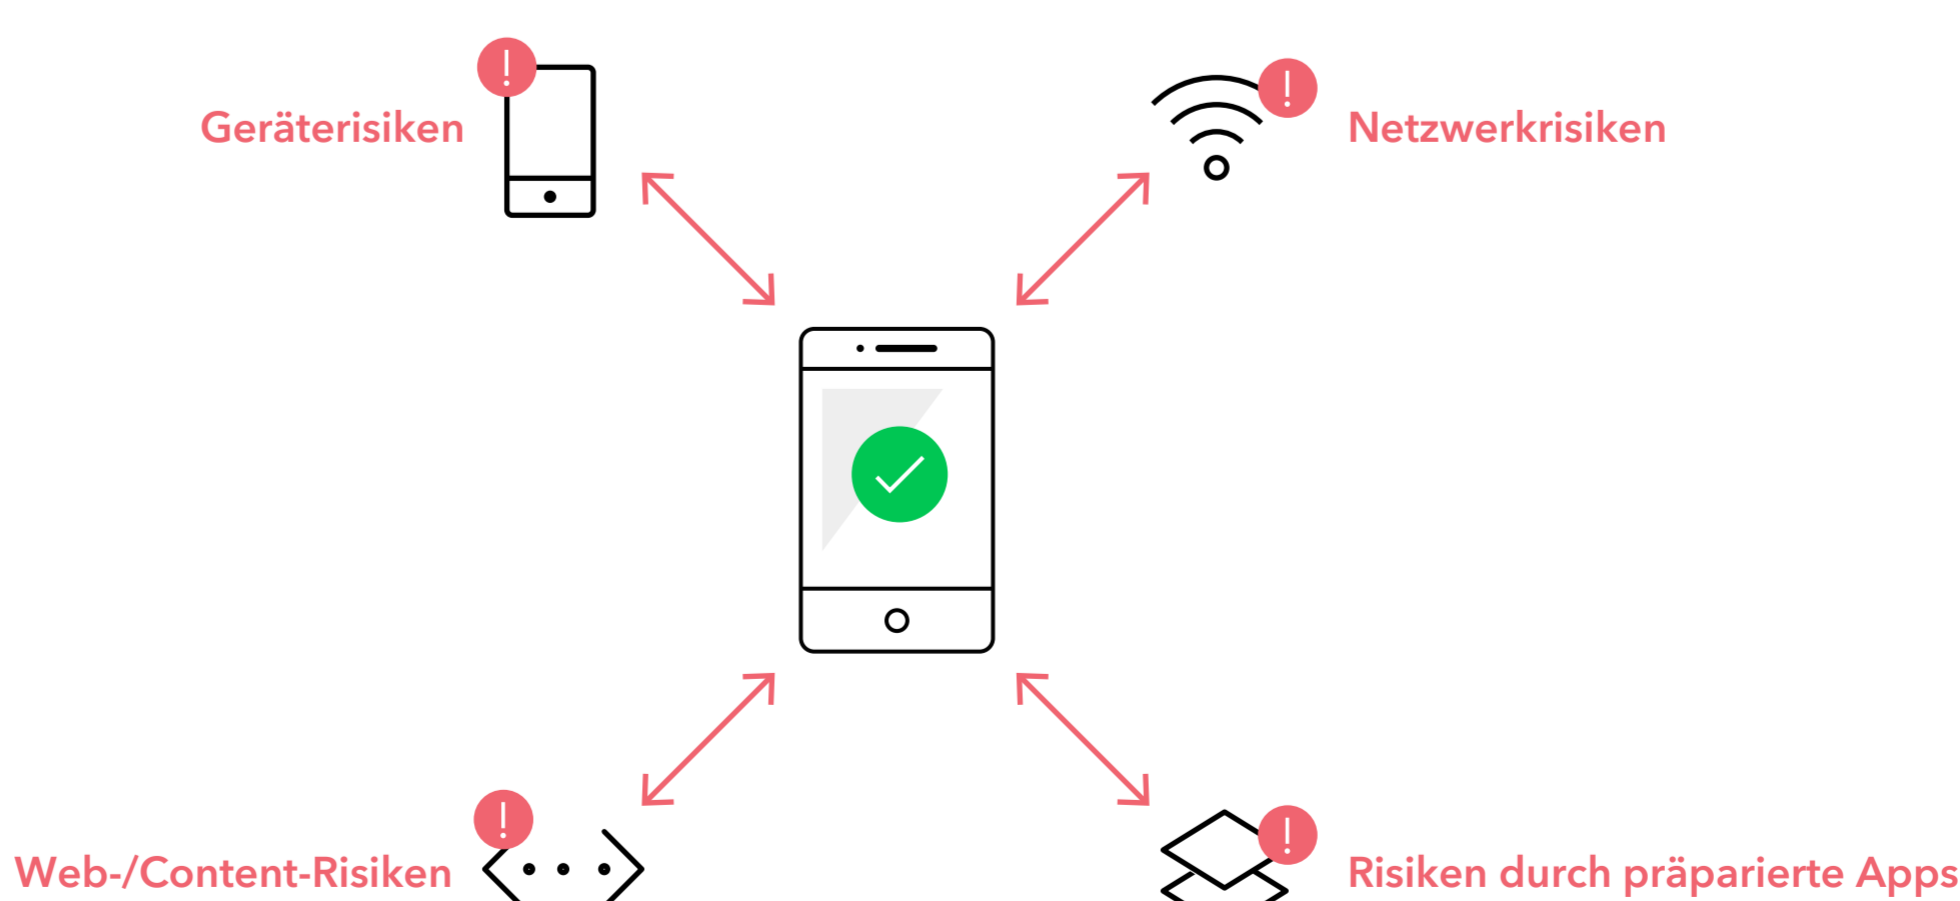 Geräterisiken
Netzwerkrisiken
Web-/Content-Risiken
Risiken durch präparierte Apps